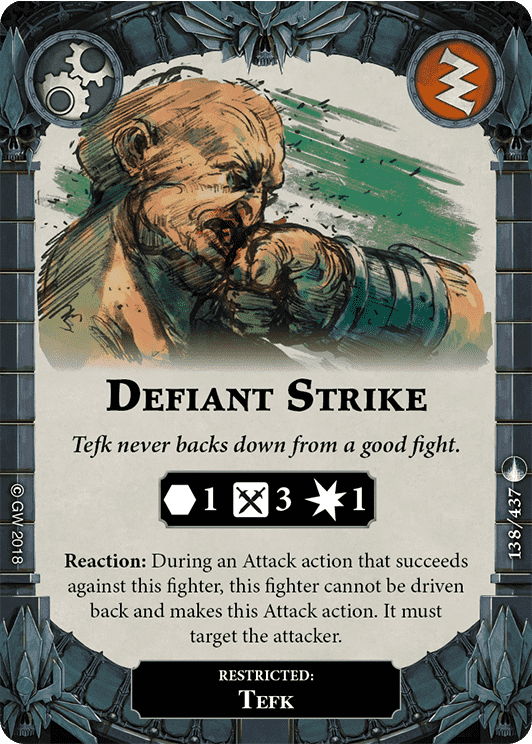 Defiant Strike
Tefk never backs down from a good fight.
1 3 1
Reaction: During an Attack action that succeeds
against this fighter, this fighter cannot be driven
back and makes this Attack action. It must
target the attacker.
RESTRICTED:
Tefk
© GW 2018
138/437